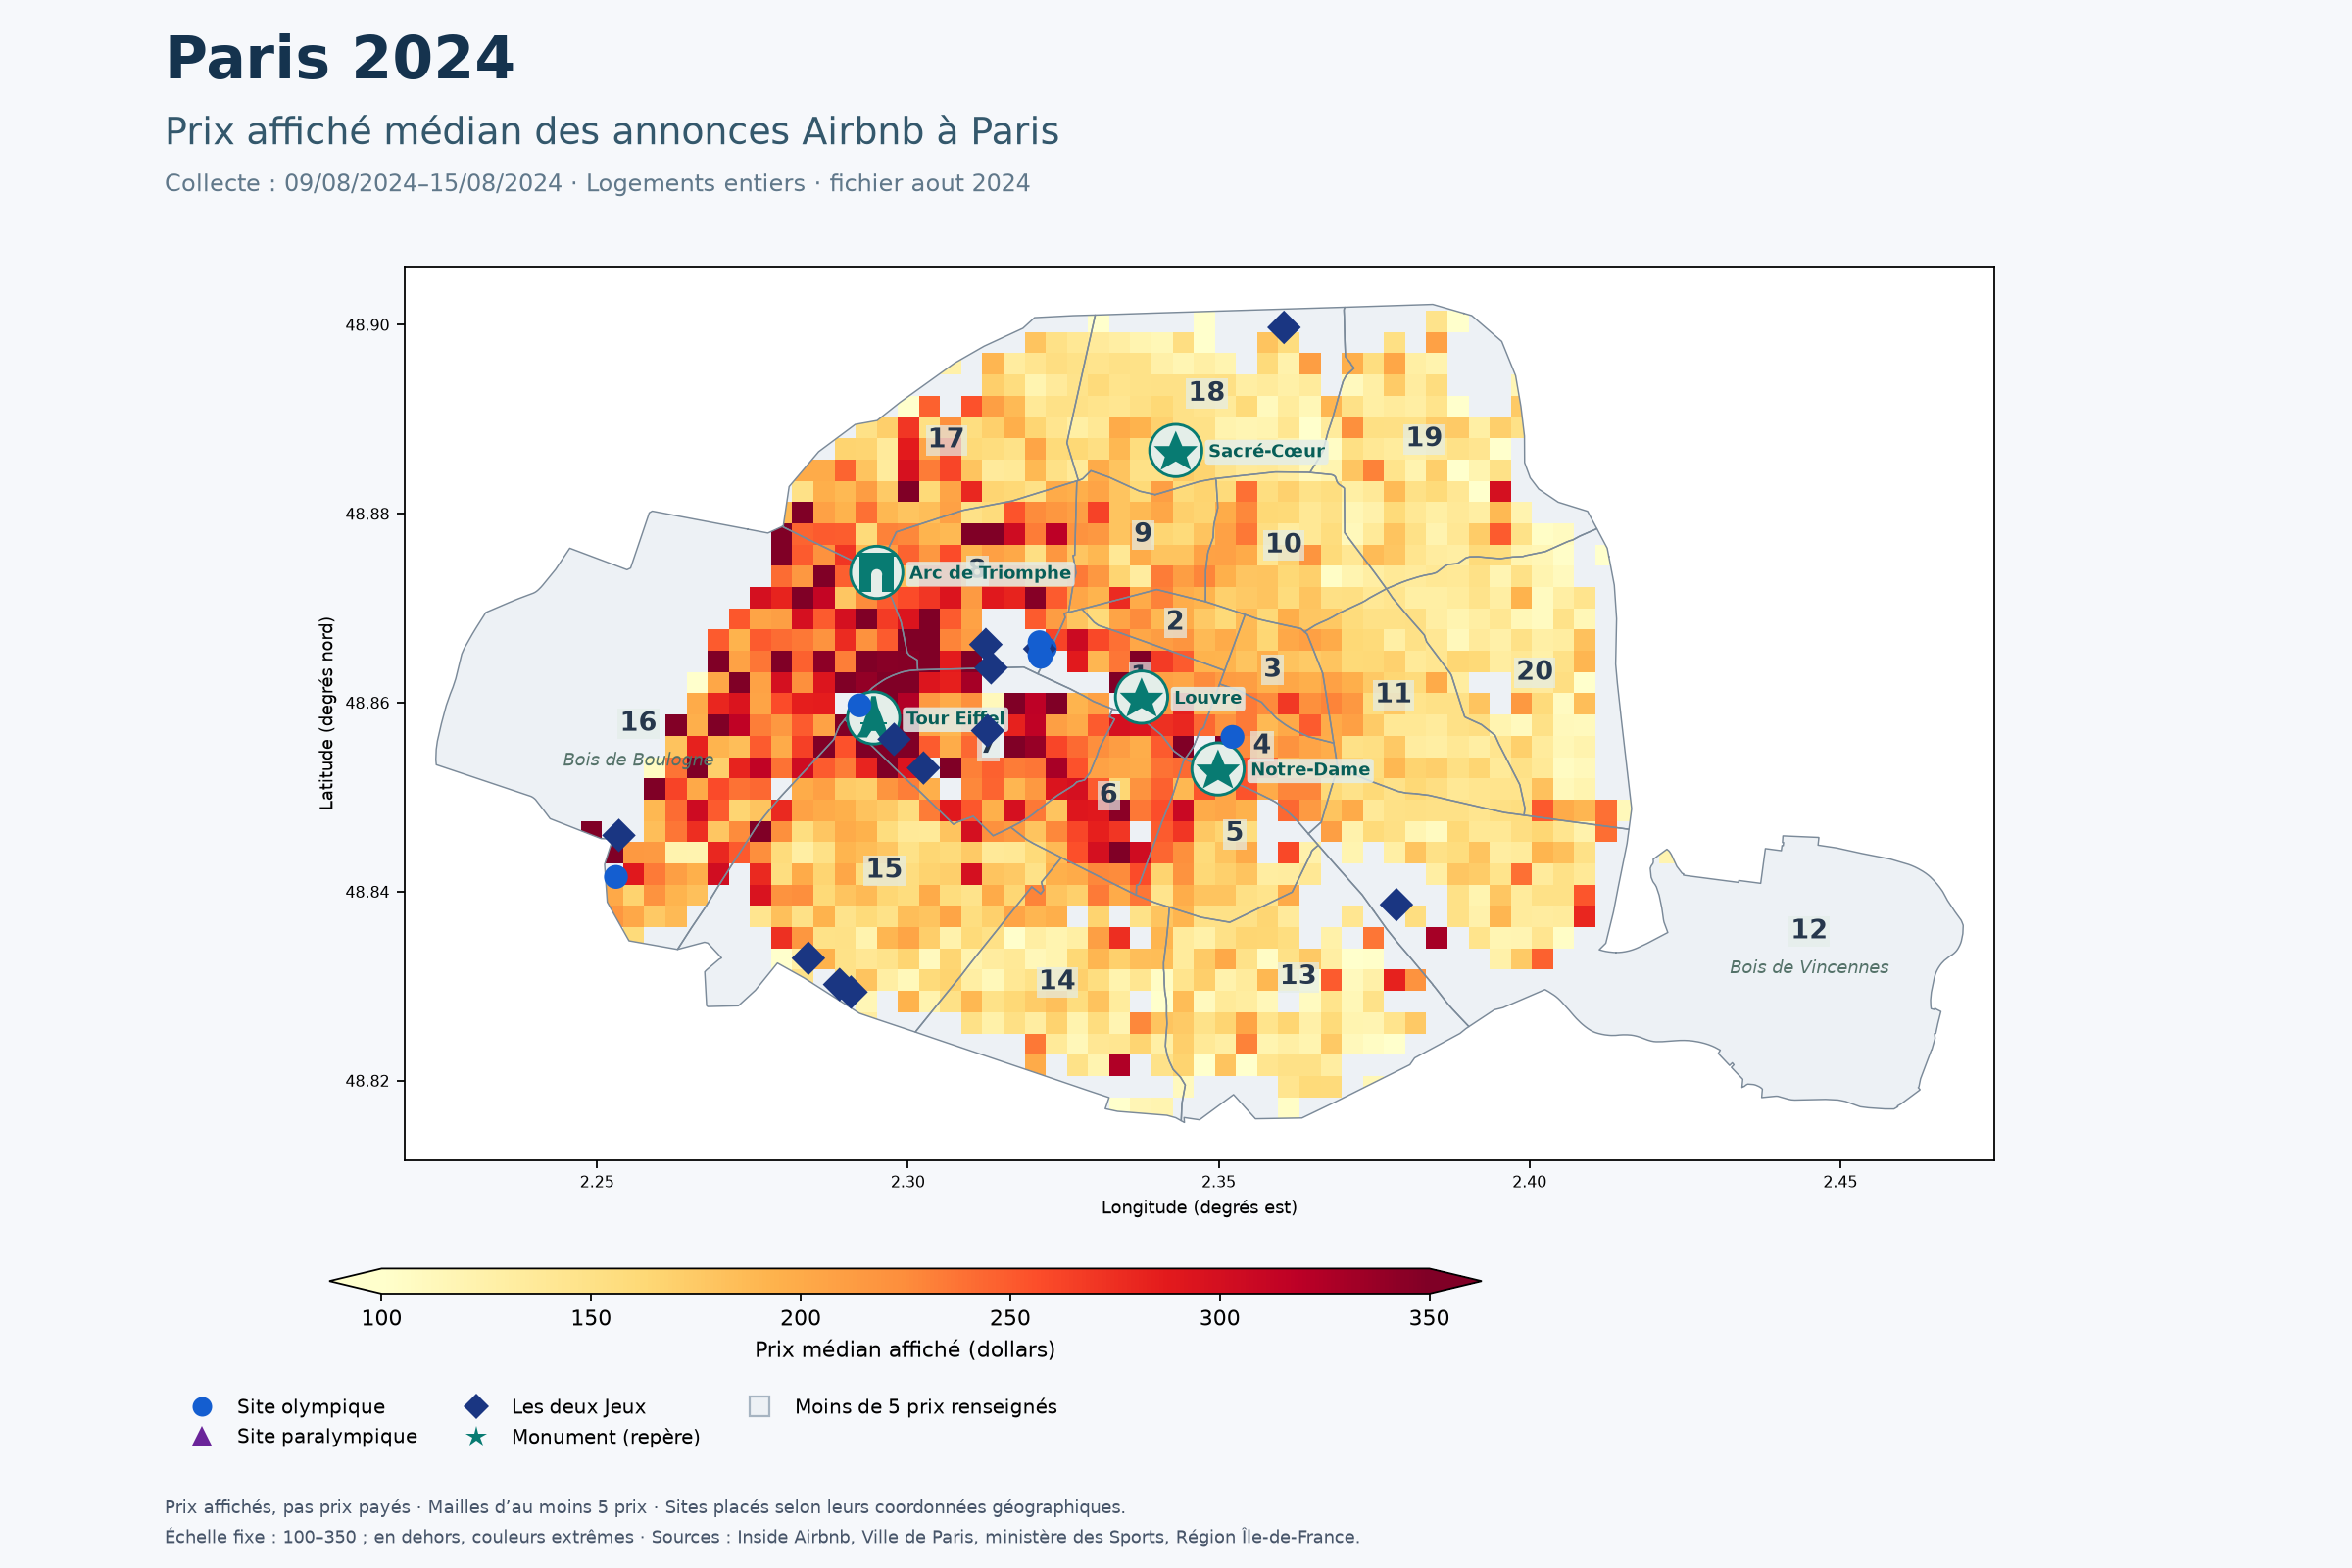 Paris 2024
Prix affiché médian des annonces Airbnb à Paris
Collecte : 09/08/2024–15/08/2024 · Logements entiers · fichier aout 2024
48.90
48.88
48.86
48.84
48.82
Latitude (degrés nord)
18
17
19
Sacré-Cœur
9
10
Arc de Triomphe
2
3
20
11
16
Louvre
Tour Eiffel
4
7
Bois de Boulogne
Notre-Dame
6
5
15
12
Bois de Vincennes
14
13
2.25
2.30
2.35
2.40
2.45
Longitude (degrés est)
100
150
200
250
300
350
Prix médian affiché (dollars)
Site olympique
Les deux Jeux
Moins de 5 prix renseignés
Site paralympique
Monument (repère)
Prix affichés, pas prix payés · Mailles d’au moins 5 prix · Sites placés selon leurs coordonnées géographiques.
Échelle fixe : 100–350 ; en dehors, couleurs extrêmes · Sources : Inside Airbnb, Ville de Paris, ministère des Sports, Région Île-de-France.